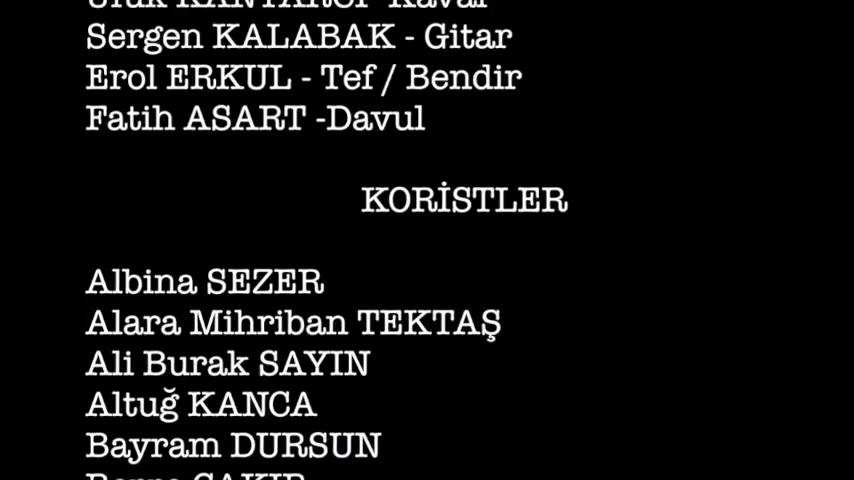 Sergen KALABAK - Gitar
Erol ERKUL - Tef / Bendir
Fatih ASART -Davul
KORİSTLER
Albina SEZER
Alara Mihriban TEKTAŞ
Ali Burak SAYIN
Altuğ KANCA
Bayram DURSUN